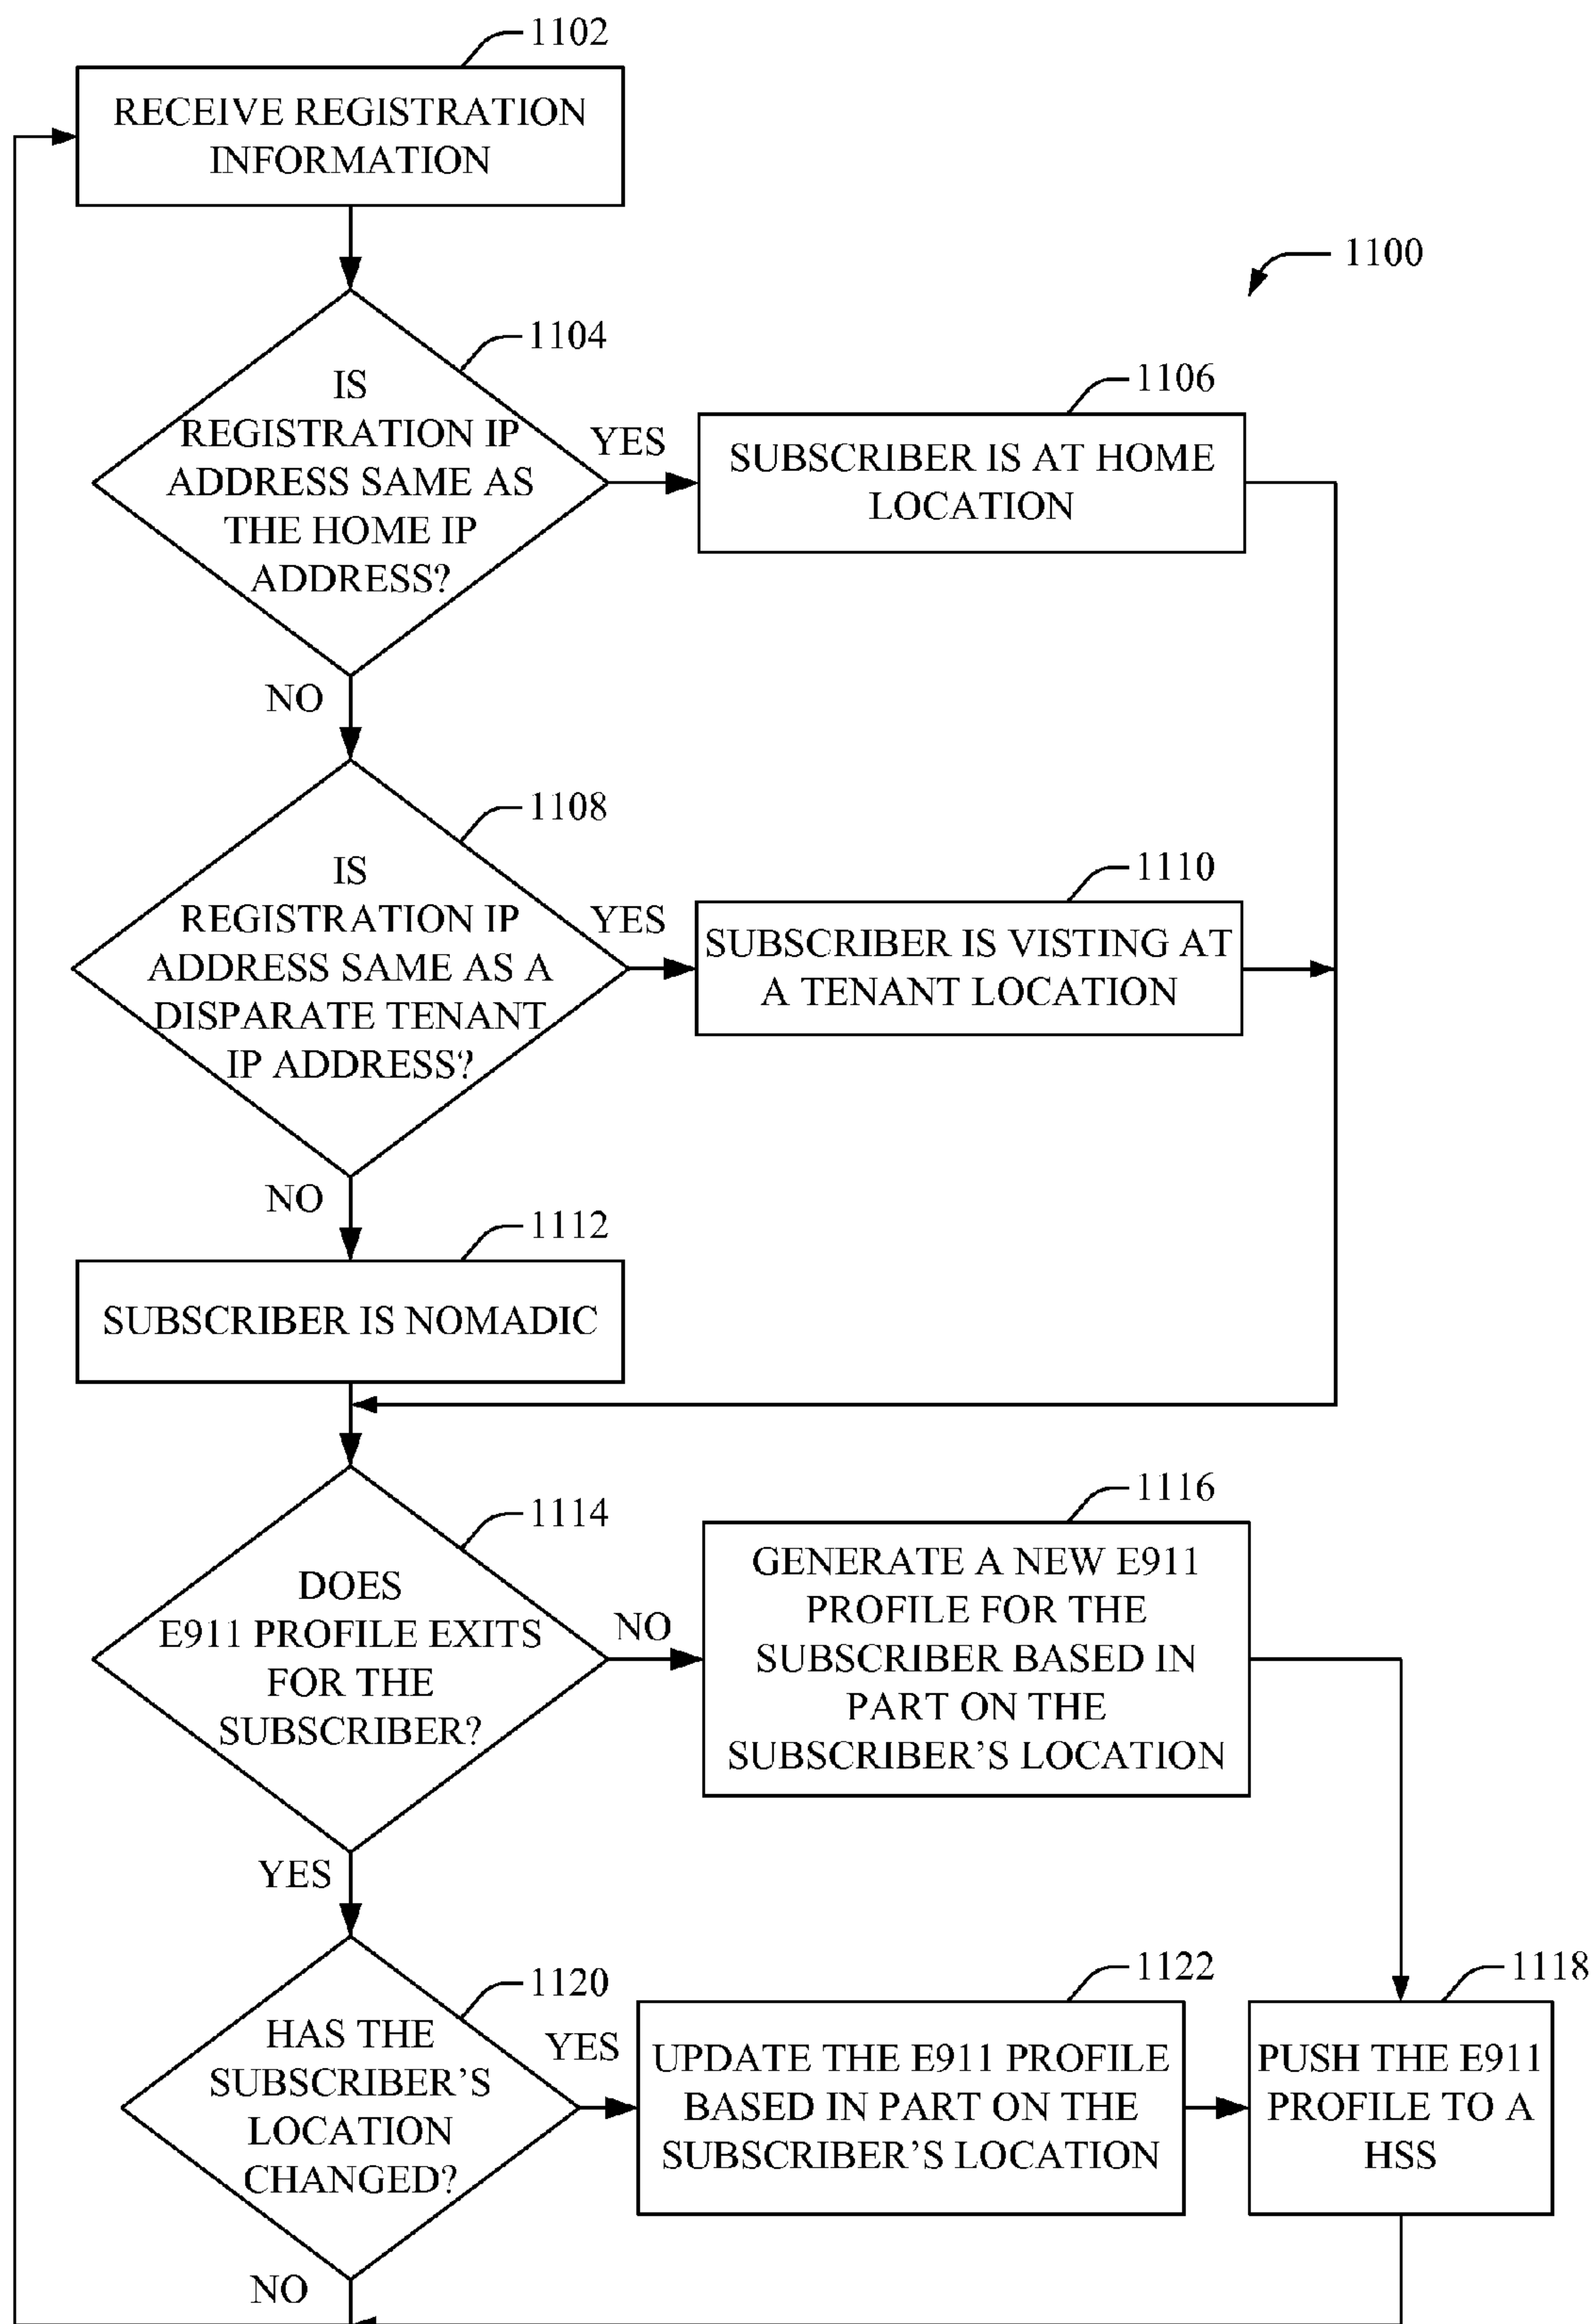 1102
RECEIVE REGISTRATION
INFORMATION
1100
1104
IS
REGISTRATION IP
ADDRESS SAME AS
THE HOME IP
ADDRESS?
YES
1106
SUBSCRIBER IS AT HOME
LOCATION
NO
1108
IS
REGISTRATION IP
ADDRESS SAME AS A
DISPARATE TENANT
IP ADDRESS?
YES
1110
SUBSCRIBER IS VISTING AT
A TENANT LOCATION
NO
1112
SUBSCRIBER IS NOMADIC
1114
DOES
E911 PROFILE EXITS
FOR THE
SUBSCRIBER?
NO
1116
GENERATE A NEW E911
PROFILE FOR THE
SUBSCRIBER BASED IN
PART ON THE
SUBSCRIBER’S LOCATION
YES
1120
HAS THE
SUBSCRIBER’S
LOCATION
CHANGED?
YES
1122
UPDATE THE E911 PROFILE
BASED IN PART ON THE
SUBSCRIBER’S LOCATION
1118
PUSH THE E911
PROFILE TO A
HSS
NO